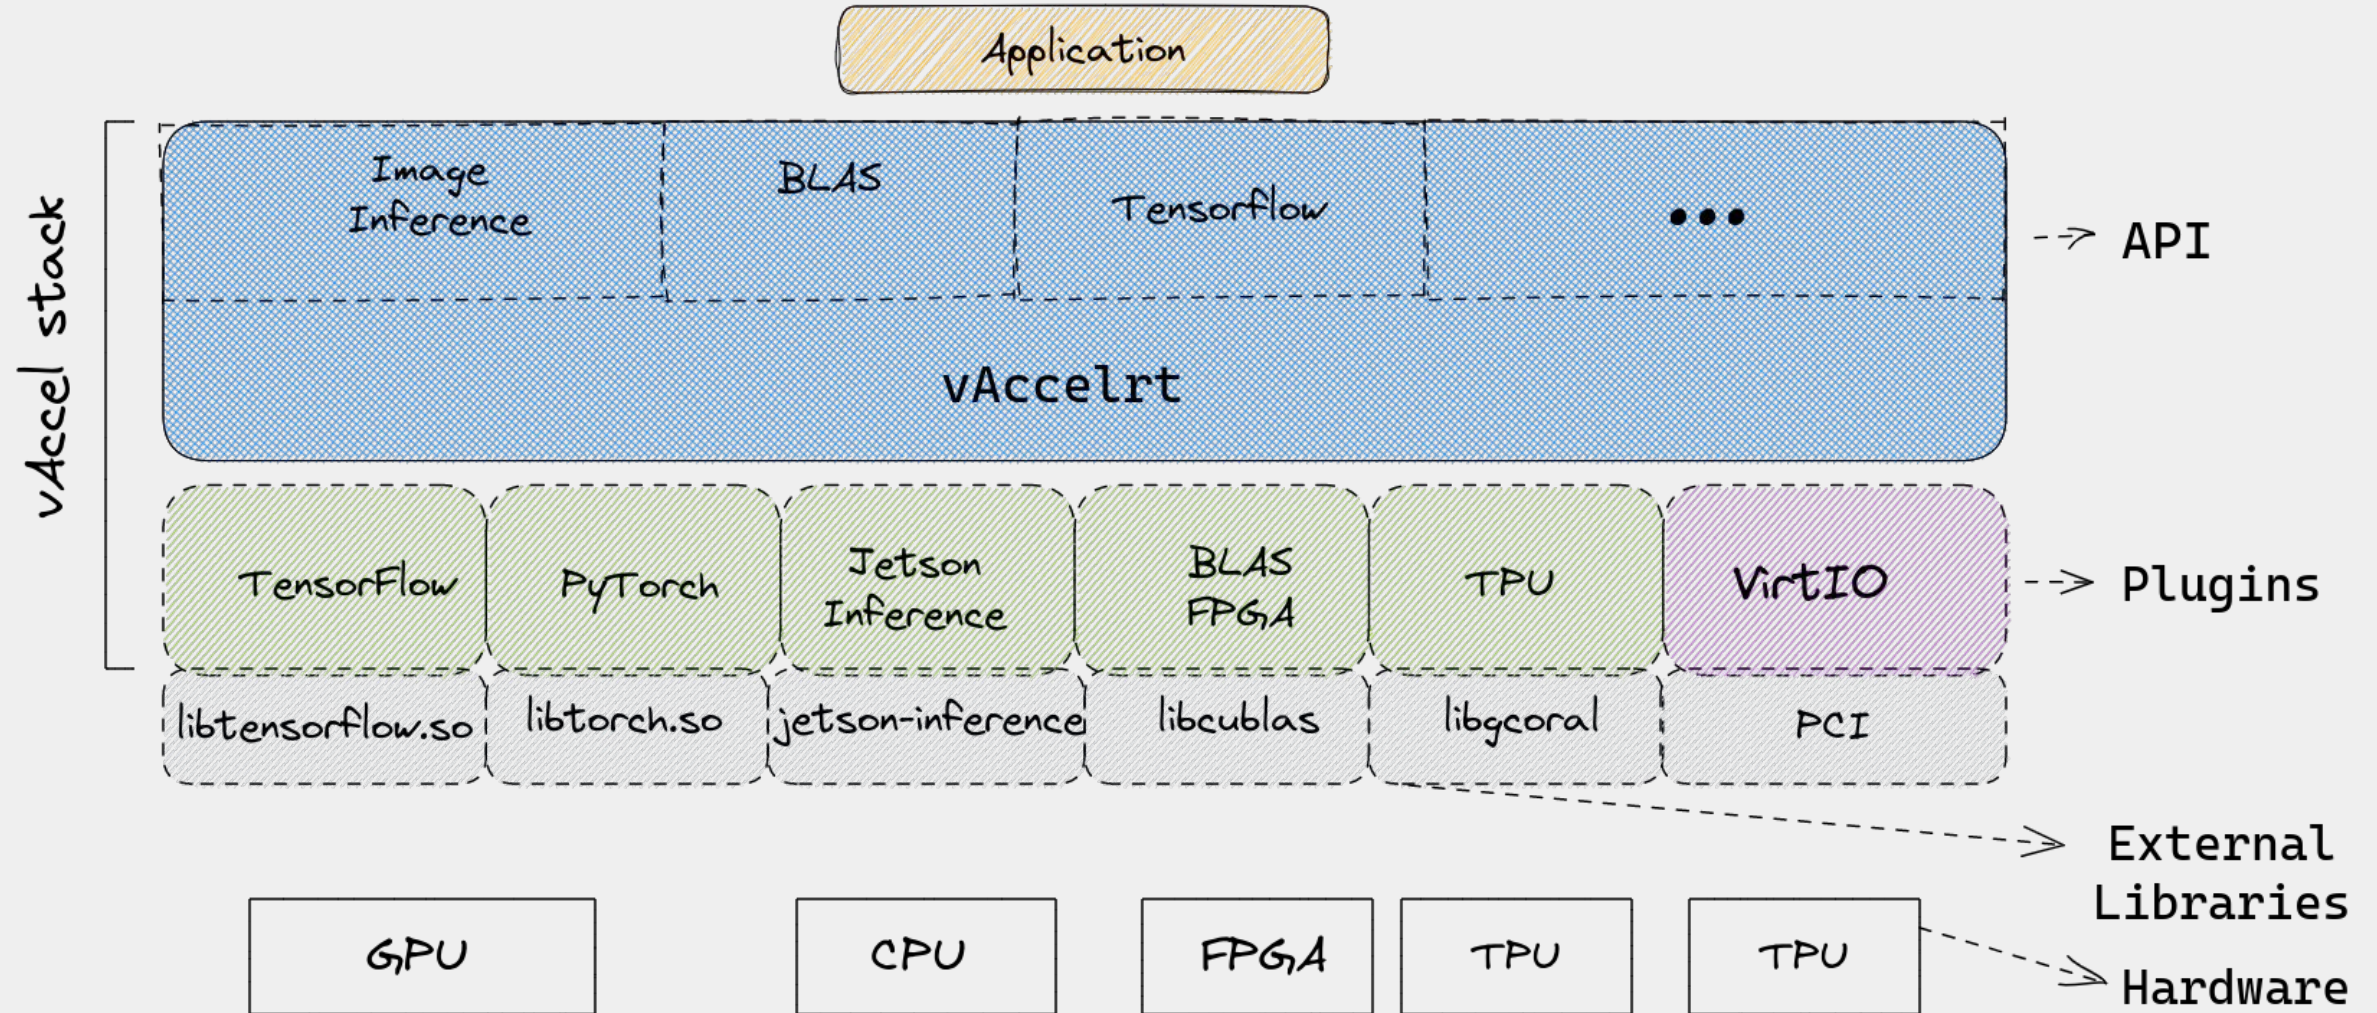 Application
vAccel stack
Image
Inference
BLAS
Tensorflow
•••
API
vAccelrt
TensorFlow
PyTorch
Jetson
Inference
BLAS
FPGA
TPU
VirtIO
Plugins
libtensorflow.so
libtorch.so
jetson-inference
libcublas
libgcoral
PCI
External
Libraries
GPU
CPU
FPGA
TPU
TPU
Hardware